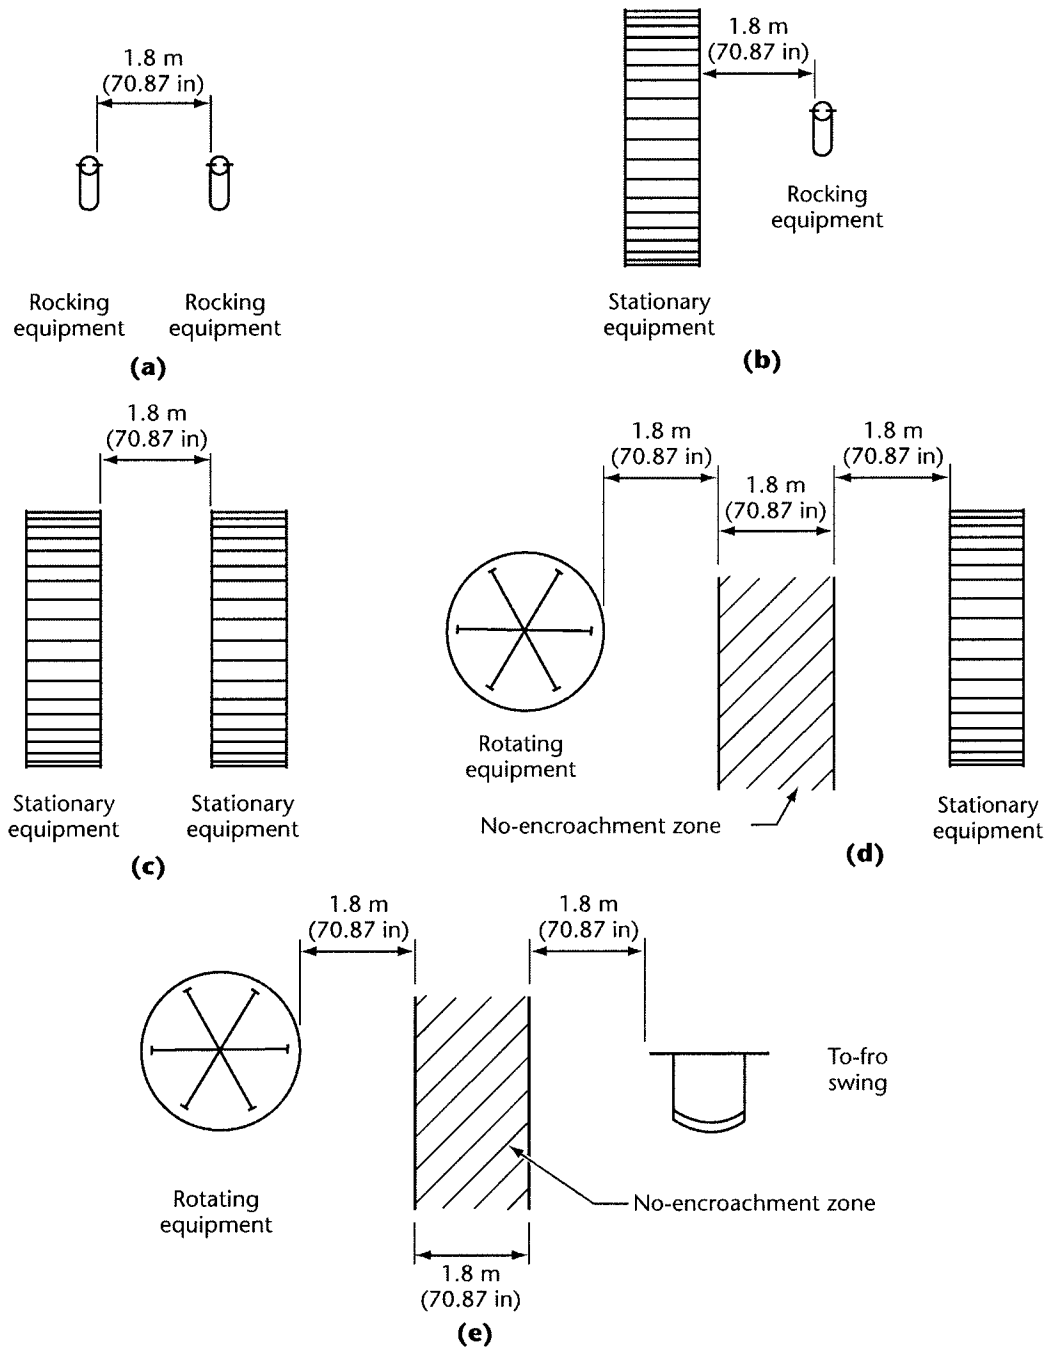 1.8 m
(70.87 in)
Rocking
equipment
Rocking
equipment
(a)
1.8 m
(70.87 in)
Rocking
equipment
Stationary
equipment
(b)
1.8 m
(70.87 in)
Stationary
equipment
Stationary
equipment
(c)
1.8 m
(70.87 in)
1.8 m
(70.87 in)
1.8 m
(70.87 in)
Rotating
equipment
No-encroachment zone
Stationary
equipment
(d)
1.8 m
(70.87 in)
1.8 m
(70.87 in)
To-fro
swing
Rotating
equipment
No-encroachment zone
1.8 m
(70.87 in)
(e)